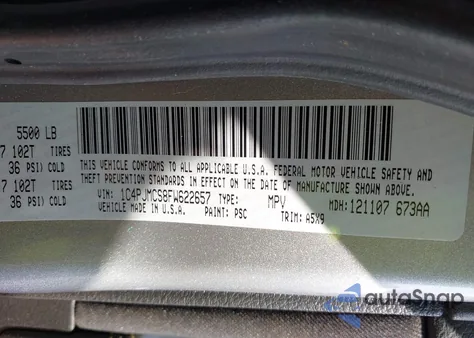 5500 LB
7 102T TIRES
36 PSI) COLD
7 102T TIRES
36 PSI) COLD
THIS VEHICLE CONFORMS TO ALL APPLICABLE U.S.A. FEDERAL MOTOR VEHICLE SAFETY AND
THEFT PREVENTION STANDARDS IN EFFECT ON THE DATE OF MANUFACTURE SHOWN ABOVE.
VIN: 1C4PJMCS8FW622657 TYPE: MPV MDH: 121107 673AA
VEHICLE MADE IN U.S.A. PAINT: PSC TRIM: A5X9
autoSnap